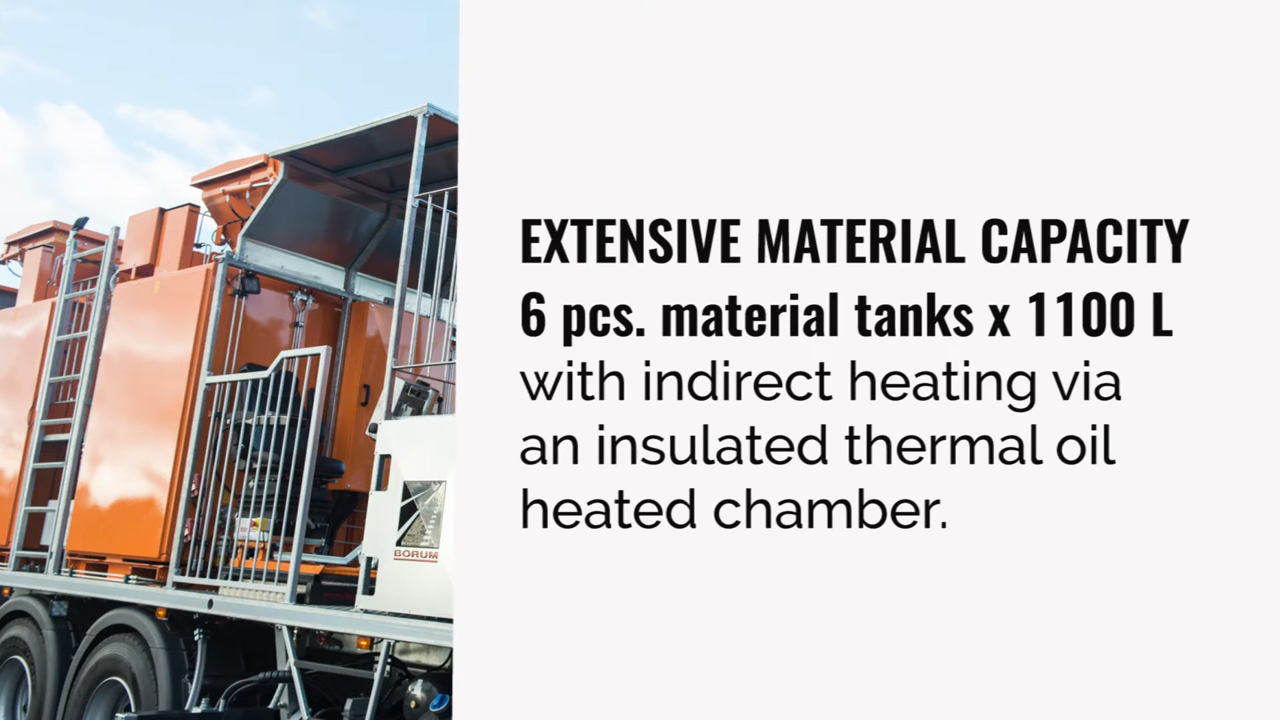 EXTENSIVE MATERIAL CAPACITY
6 pcs. material tanks x 1100 L
with indirect heating via
an insulated thermal oil
heated chamber.
BORUM